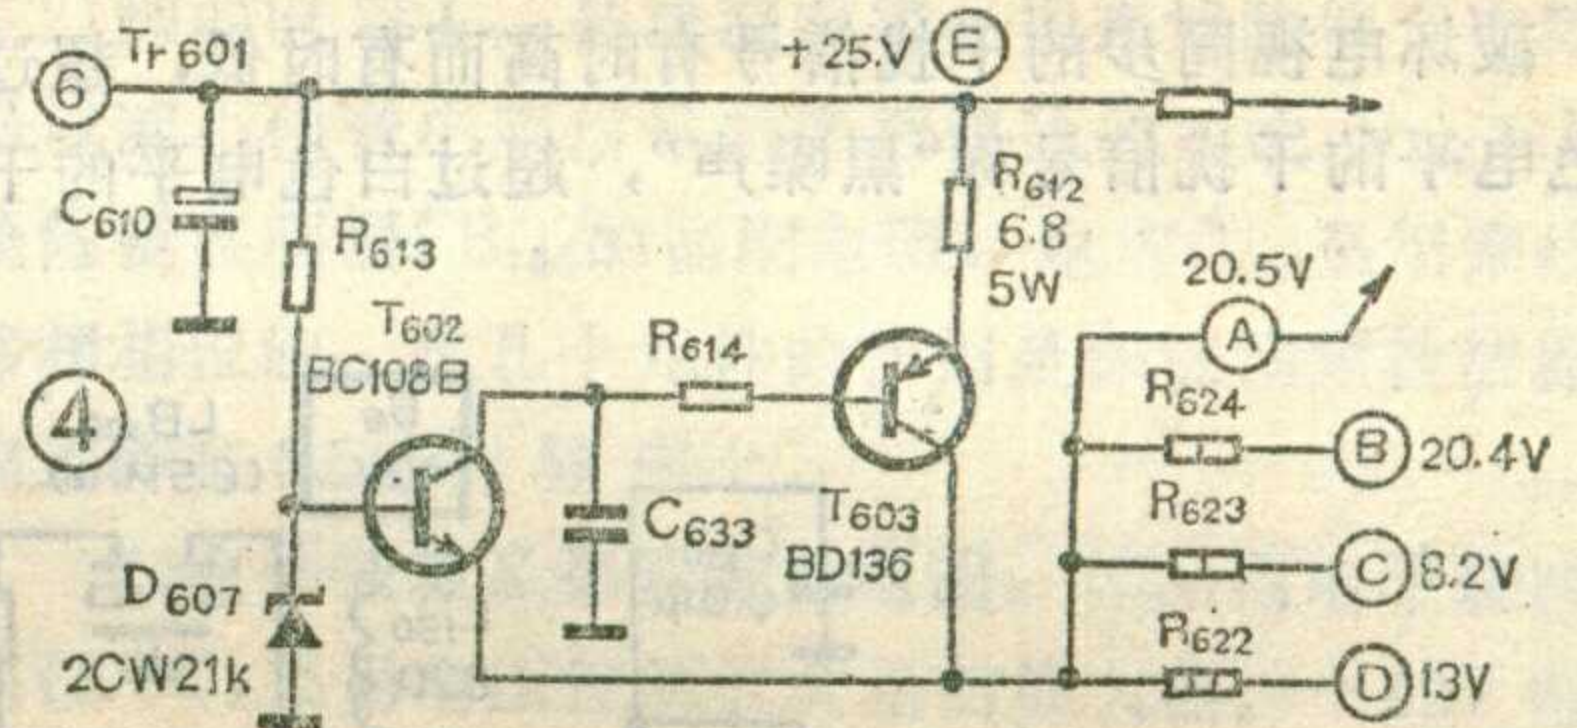 ⑥ Tr 601
+25.V Ⓔ
C610
R613
R612
6.8
5W
T602
BC108B
R614
20.5V
Ⓐ
④
R624
Ⓑ 20.4V
C633
T603
BD136
R623
Ⓒ 8.2V
D607
2CW21k
R622
Ⓓ 13V